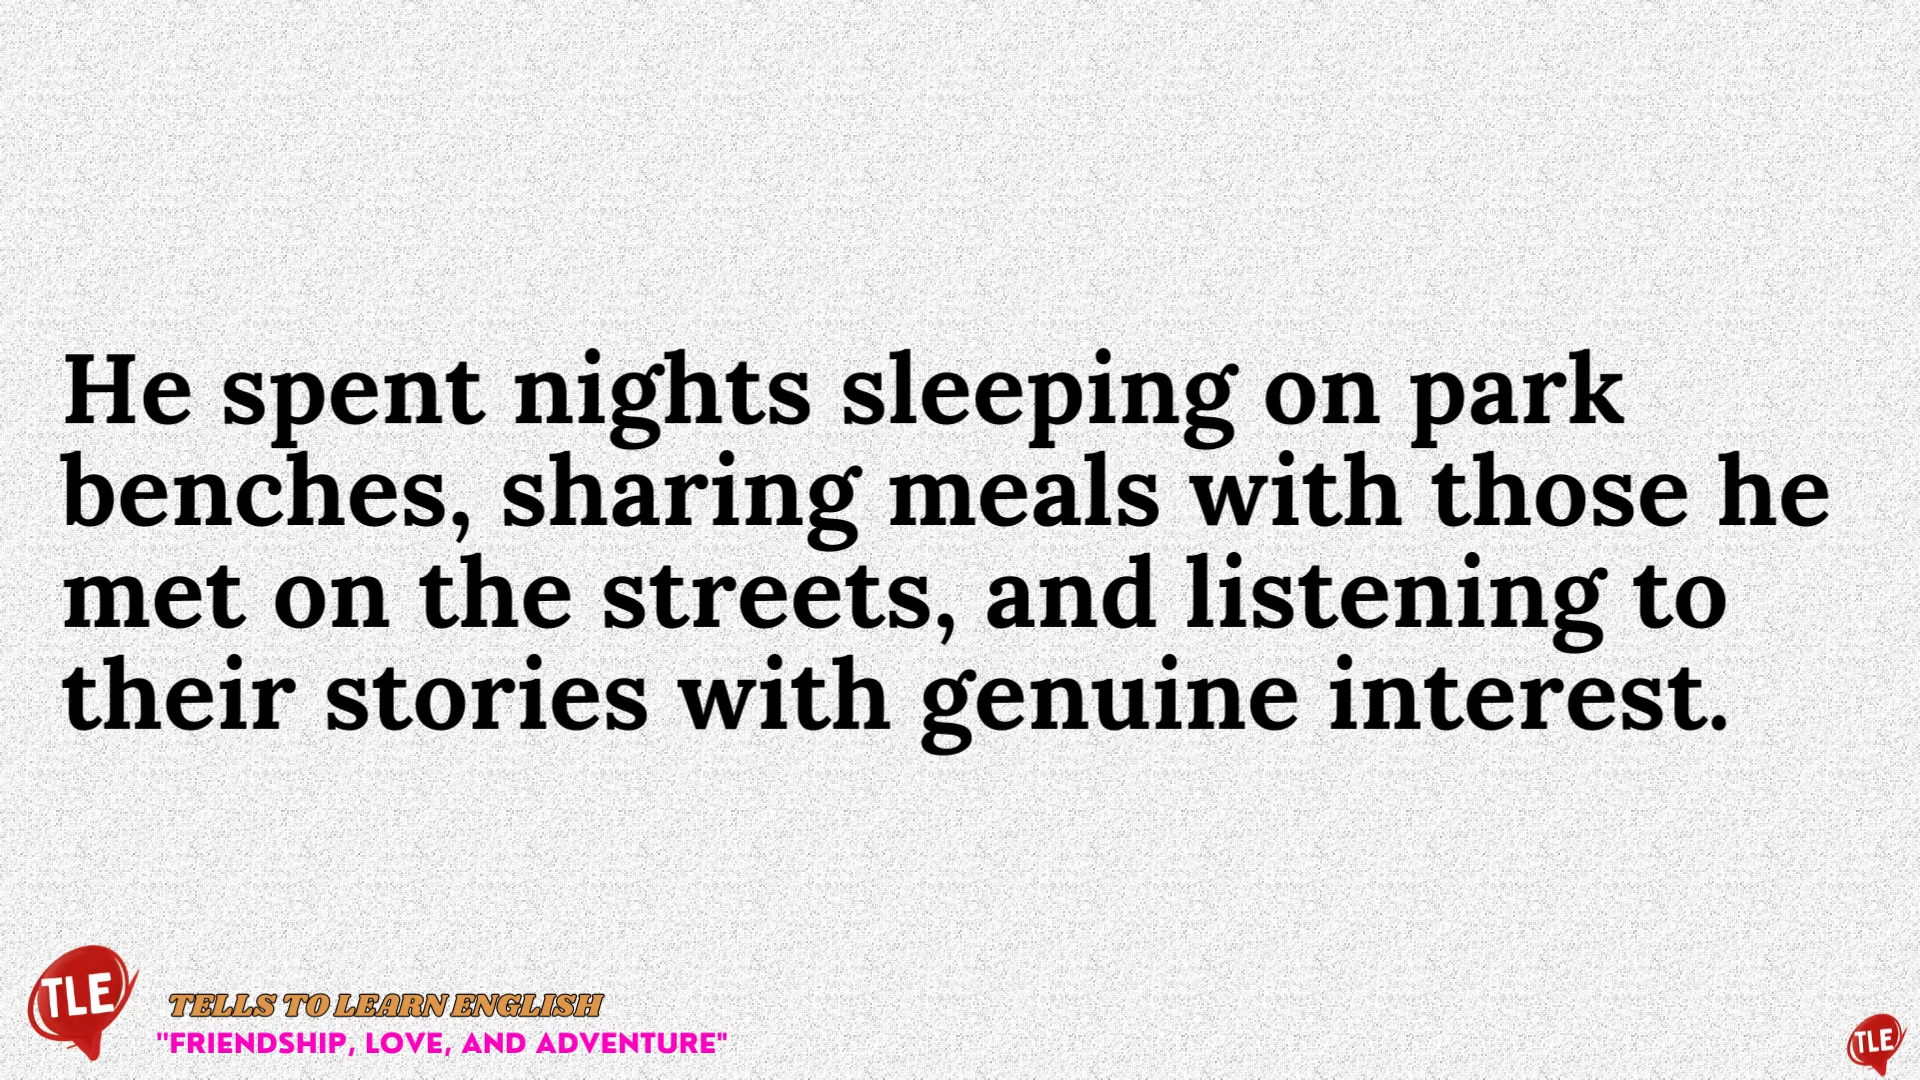 He spent nights sleeping on park
benches, sharing meals with those he
met on the streets, and listening to
their stories with genuine interest.
TLE
TELLS TO LEARN ENGLISH
"FRIENDSHIP, LOVE, AND ADVENTURE"
TLE